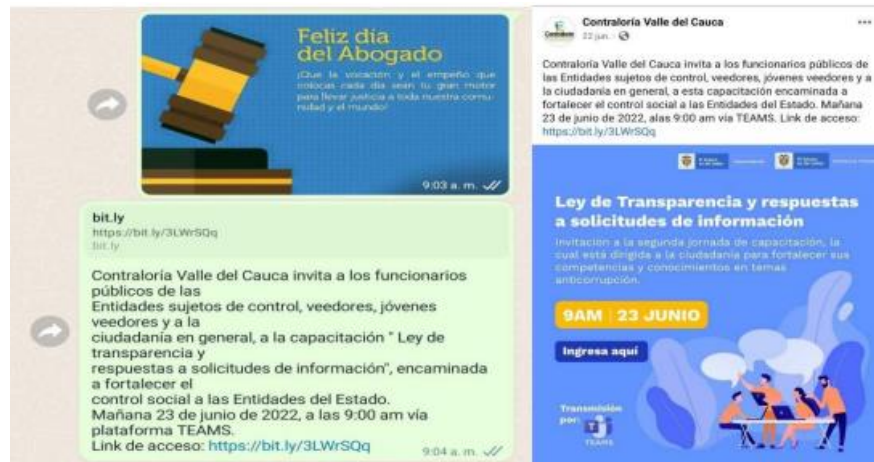 Feliz día
del Abogado
¡Que la vocación y el empeño que
colocas cada día sean tu gran motor
para llevar justicia a toda nuestra comu-
nidad y el mundo!
9:03 a. m.
bit.ly
https://bit.ly/3LWrSQq
bit.ly
Contraloría Valle del Cauca invita a los funcionarios
públicos de las
Entidades sujetos de control, veedores, jóvenes
veedores y a la
ciudadanía en general, a la capacitación " Ley de
transparencia y
respuestas a solicitudes de información", encaminada
a fortalecer el
control social a las Entidades del Estado.
Mañana 23 de junio de 2022, a las 9:00 am vía
plataforma TEAMS.
Link de acceso: https://bit.ly/3LWrSQq
9:04 a. m.
Contraloría Valle del Cauca
22 jun.
Contraloría Valle del Cauca invita a los funcionarios públicos de
las Entidades sujetos de control, veedores, jóvenes veedores y a
la ciudadanía en general, a esta capacitación encaminada a
fortalecer el control social a las Entidades del Estado. Mañana
23 de junio de 2022, alas 9:00 am vía TEAMS. Link de acceso:
https://bit.ly/3LWrSQq
Ley de Transparencia y respuestas
a solicitudes de información
Invitación a la segunda jornada de capacitación, la
cual está dirigida a la ciudadanía para fortalecer sus
competencias y conocimientos en temas
anticorrupción.
9AM | 23 JUNIO
Ingresa aquí
Transmisión
por:
TEAMS